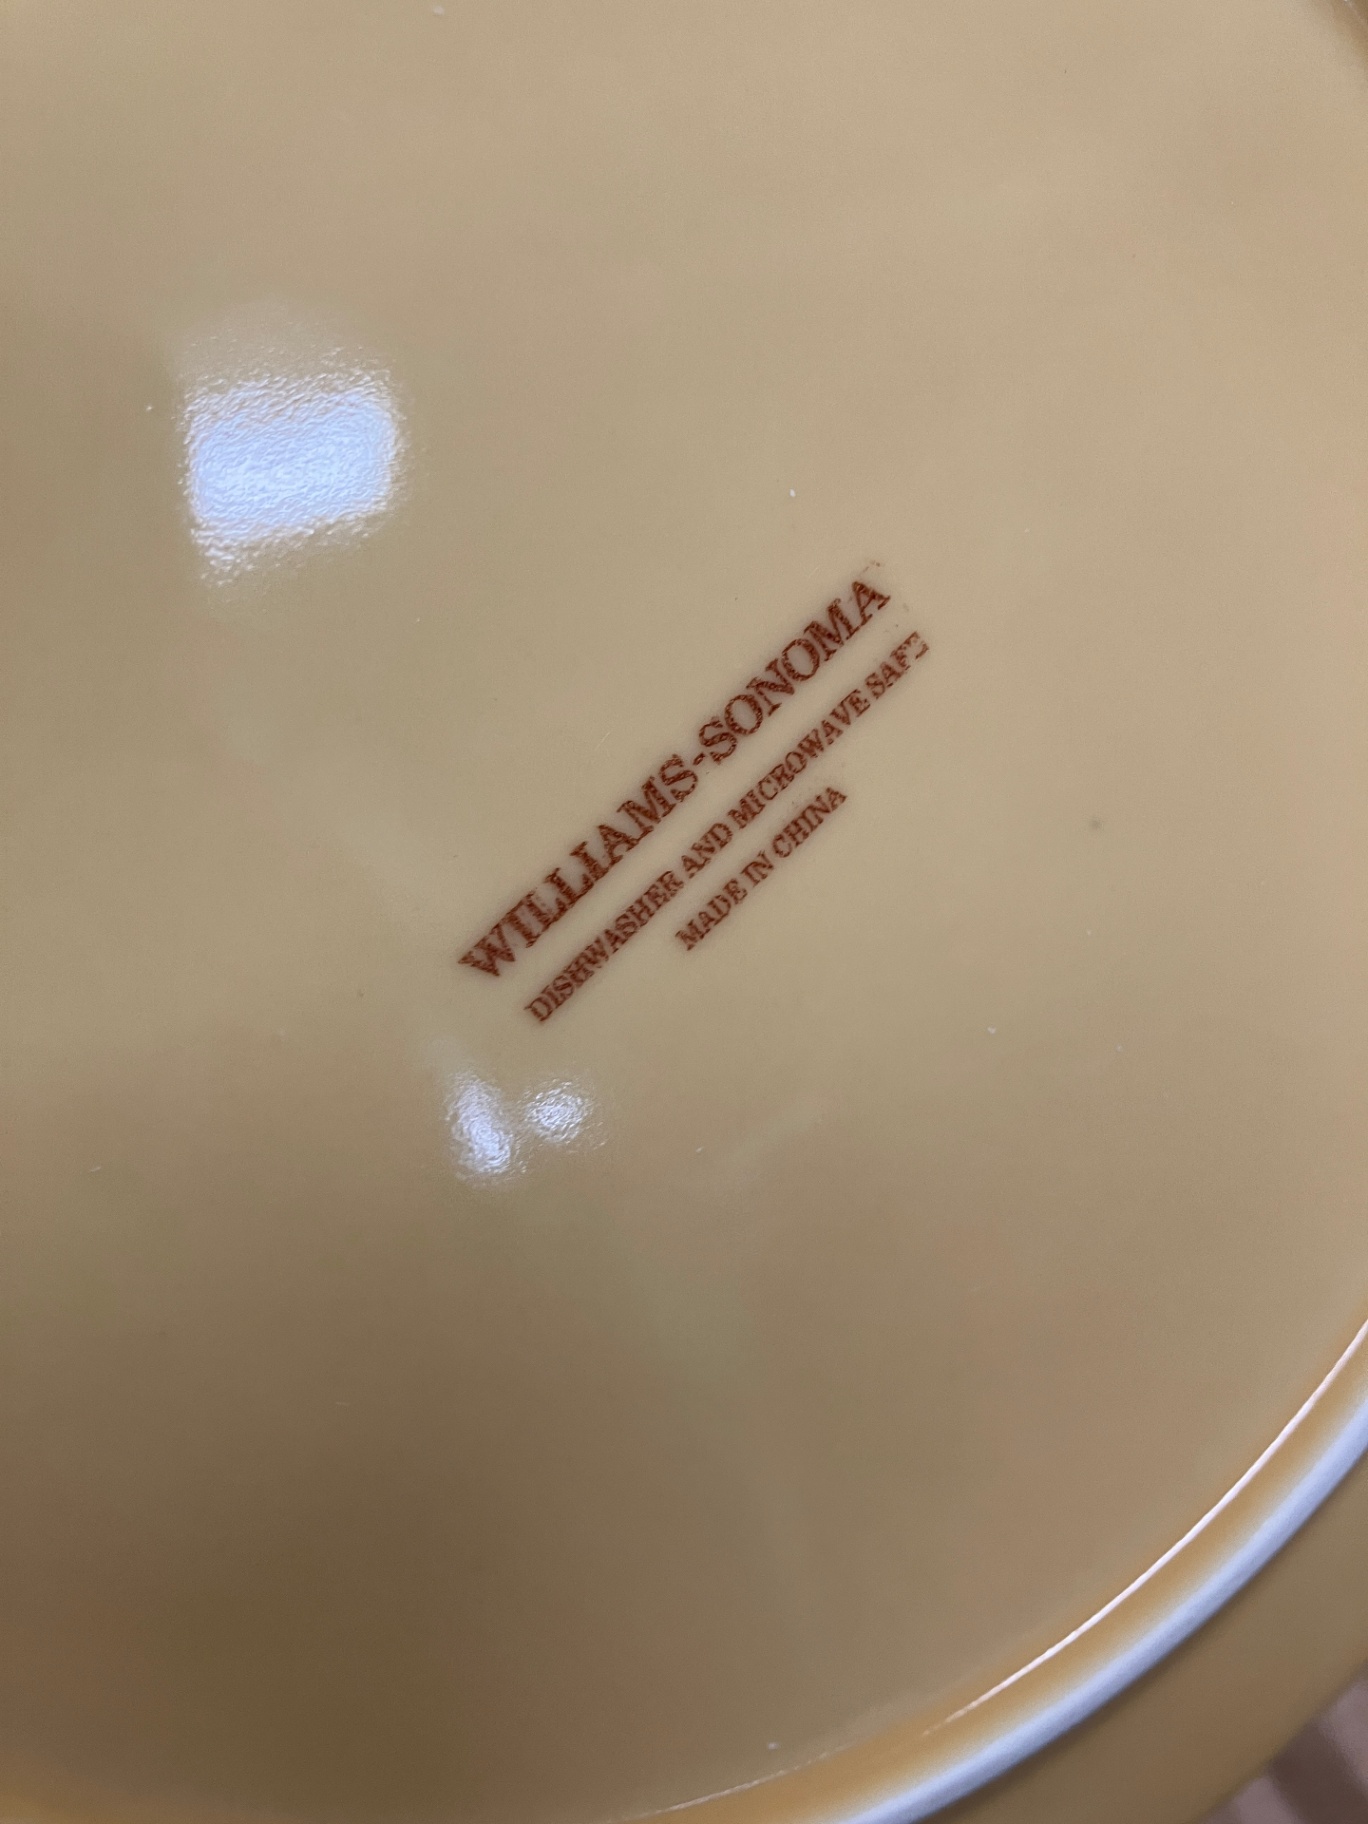 WILLIAMS-SONOMA
DISHWASHER AND MICROWAVE SAFE
MADE IN CHINA